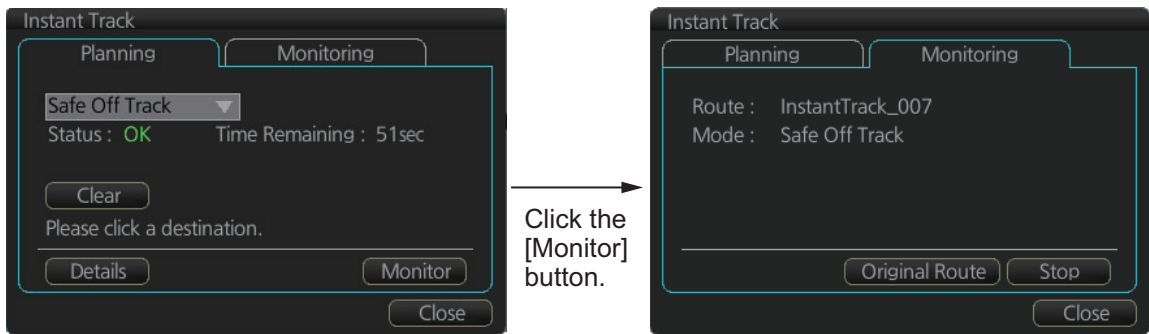 Instant Track
Planning
Monitoring
Safe Off Track
Status : OK
Time Remaining : 51sec
Clear
Please click a destination.
Details
Monitor
Close
Click the
[Monitor]
button.
Instant Track
Planning
Monitoring
Route : InstantTrack_007
Mode : Safe Off Track
Original Route
Stop
Close